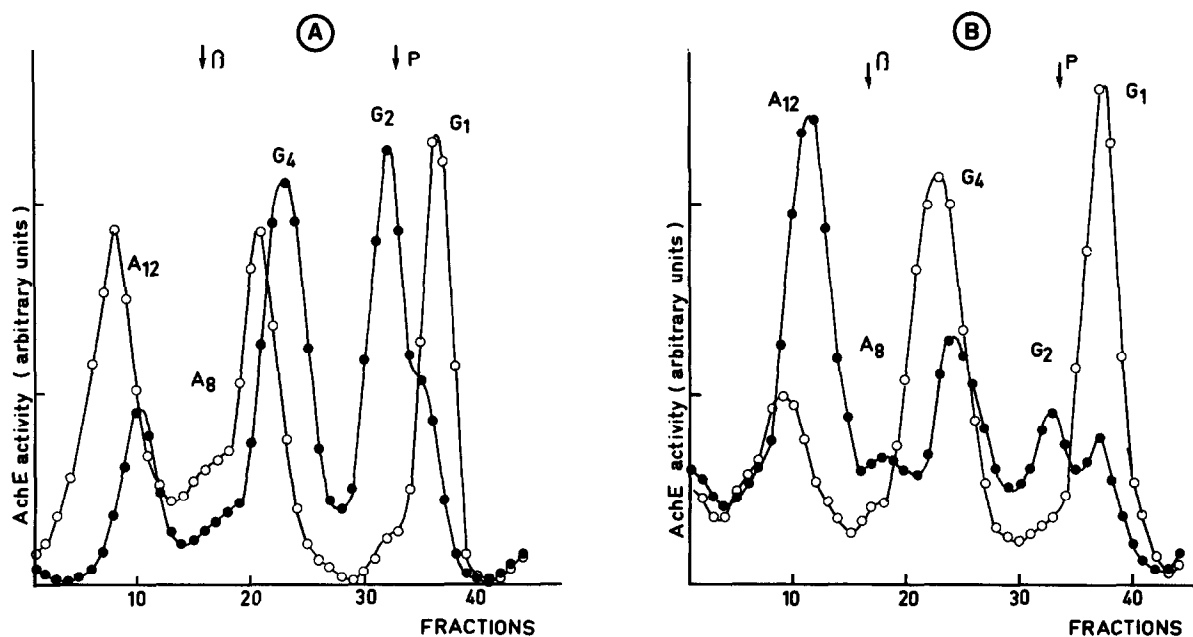 A
B
β
P
A12
G4
G2
G1
A8
AchE activity ( arbitrary units )
10
20
30
40
FRACTIONS
β
P
A12
G1
G4
A8
G2
AchE activity ( arbitrary units )
10
20
30
40
FRACTIONS